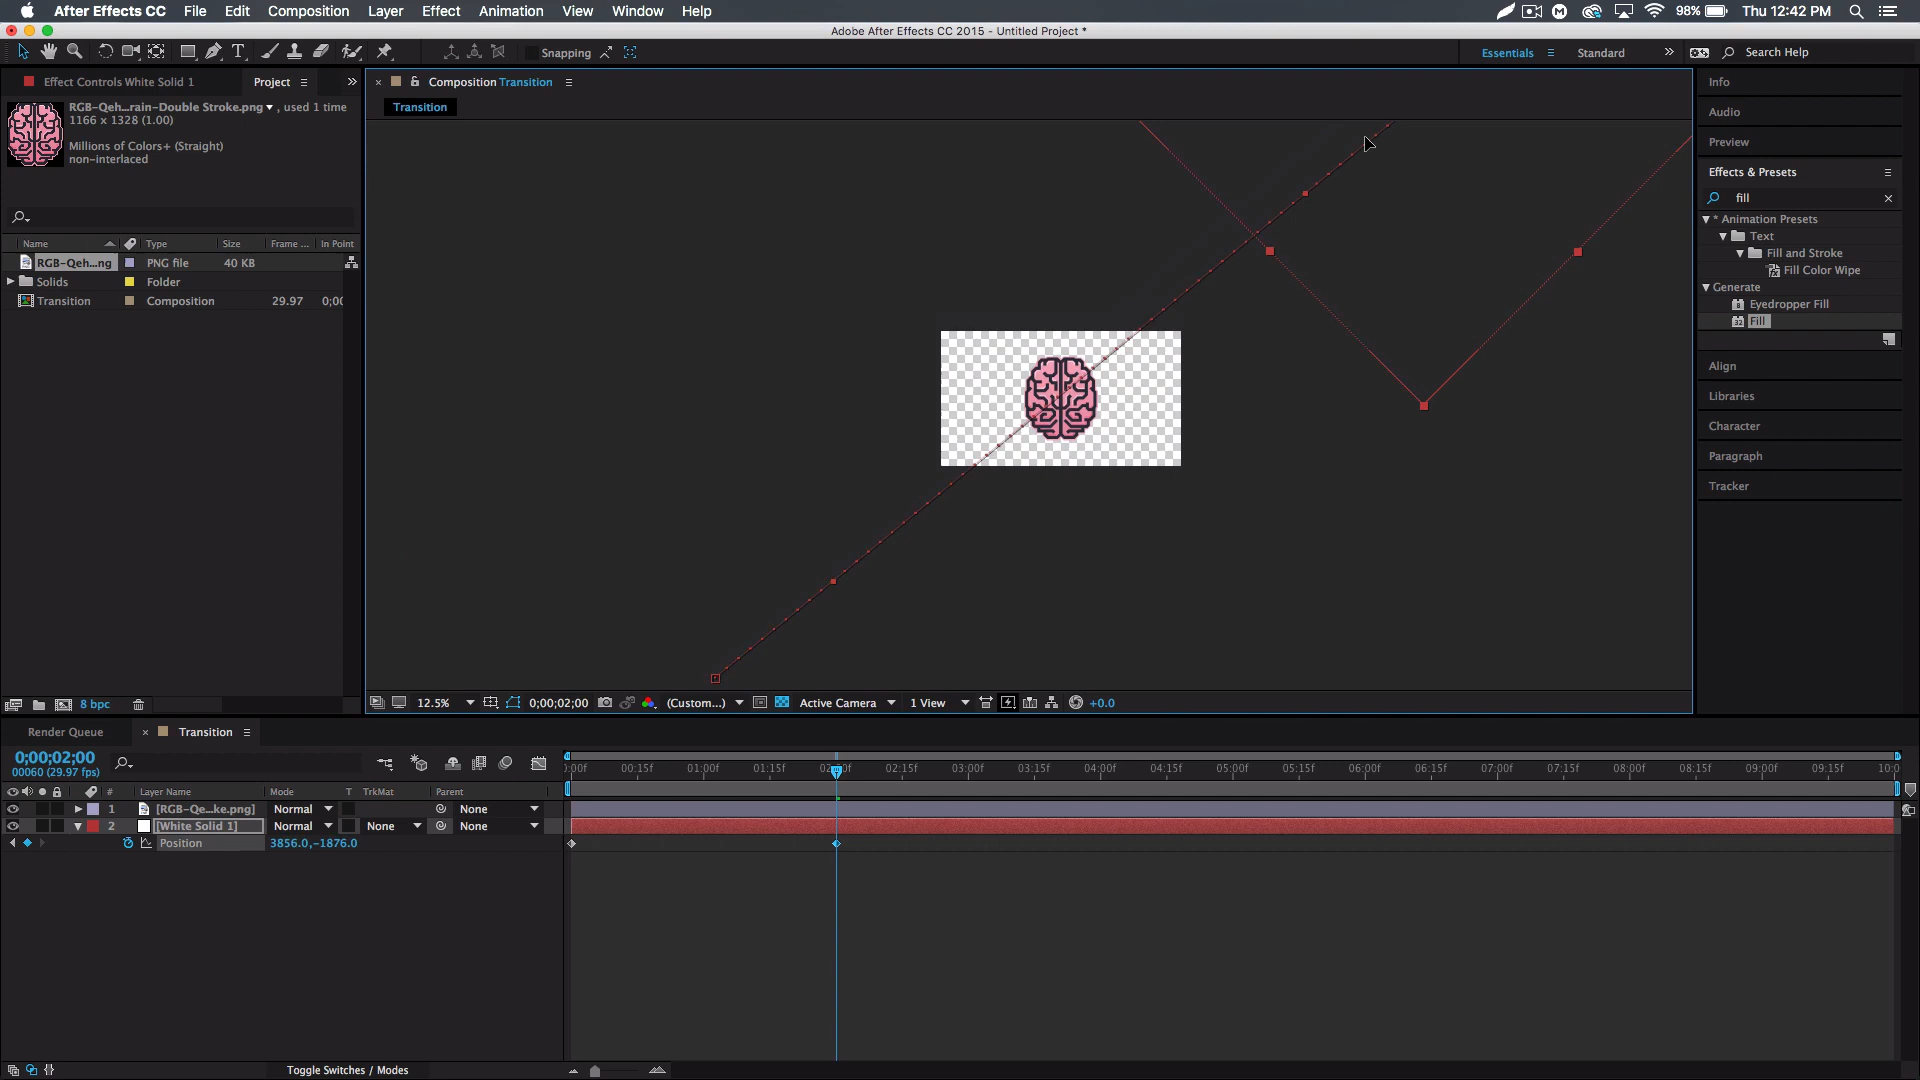 After Effects CC File Edit Composition Layer Effect Animation View Window Help 98% Thu 12:42 PM
Adobe After Effects CC 2015 - Untitled Project *
T Snapping Essentials Standard » Search Help
Effect Controls White Solid 1 Project »
RGB-Qeh...rain-Double Stroke.png , used 1 time
1166 x 1328 (1.00)
Millions of Colors+ (Straight)
non-interlaced
Name Type Size Frame ... In Point
RGB-Qeh...ng PNG file 40 KB
Solids Folder
Transition Composition 29.97 0;00
8 bpc
× Composition Transition
Transition
12.5% 0;00;02;00 (Custom...) Active Camera 1 View +0.0
Info
Audio
Preview
Effects & Presets
fill ×
* Animation Presets
Text
Fill and Stroke
Fill Color Wipe
Generate
Eyedropper Fill
Fill
Align
Libraries
Character
Paragraph
Tracker
Render Queue × Transition
0;00;02;00
00060 (29.97 fps)
:00f 00:15f 01:00f 01:15f 02:15f 03:00f 03:15f 04:00f 04:15f 05:00f 05:15f 06:00f 06:15f 07:00f 07:15f 08:00f 08:15f 09:00f 09:15f 10:0
# Layer Name Mode T TrkMat Parent
1 [RGB-Qe...ke.png] Normal None
2 [White Solid 1] Normal None None
Position 3856.0,-1876.0
Toggle Switches / Modes